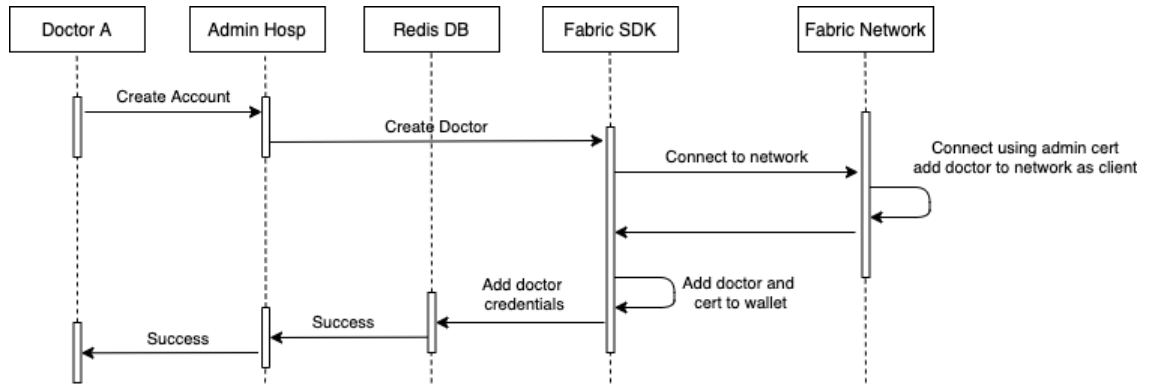 Doctor A
Admin Hosp
Redis DB
Fabric SDK
Fabric Network
Create Account
Create Doctor
Connect to network
Connect using admin cert
add doctor to network as client
Add doctor
credentials
Add doctor and
cert to wallet
Success
Success